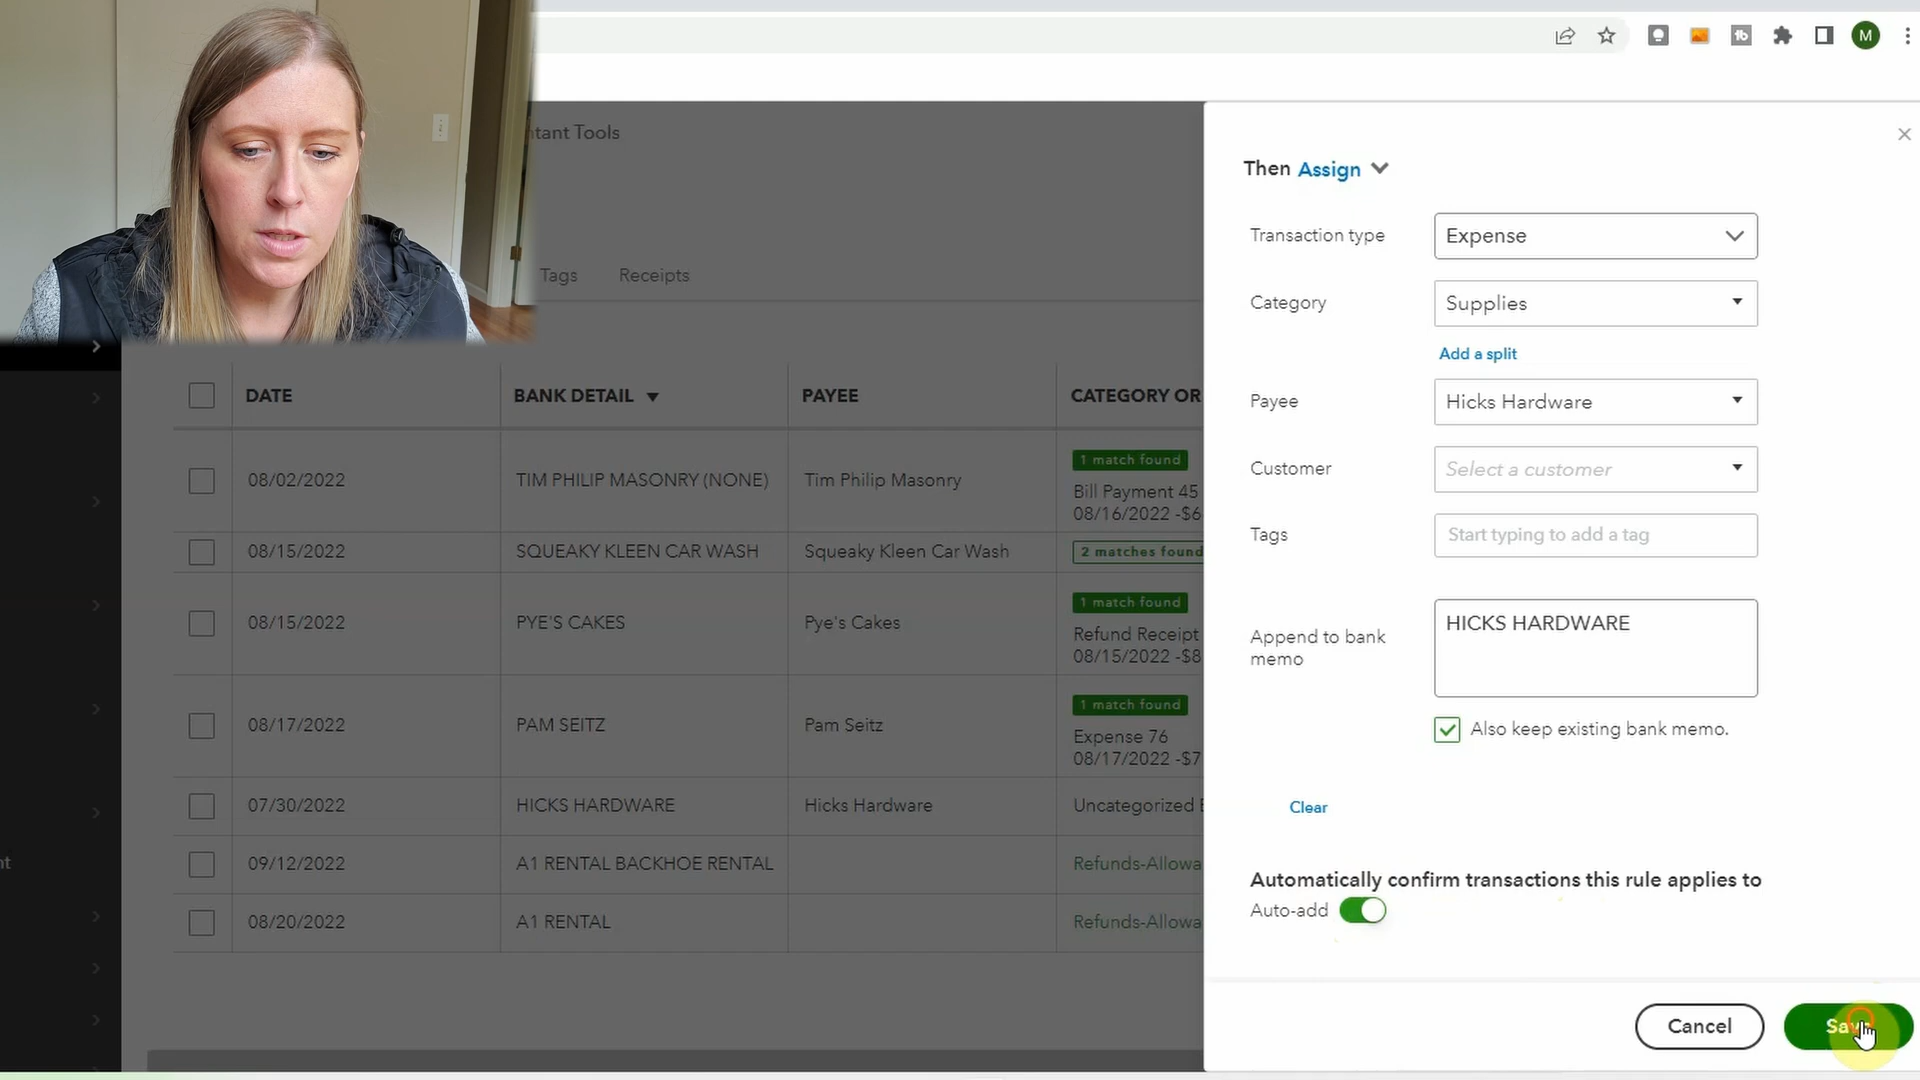 M
ntant Tools
Tags Receipts
DATE BANK DETAIL PAYEE CATEGORY OR
08/02/2022 TIM PHILIP MASONRY (NONE) Tim Philip Masonry 1 match found
Bill Payment 45
08/16/2022 -$6
08/15/2022 SQUEAKY KLEEN CAR WASH Squeaky Kleen Car Wash 2 matches found
08/15/2022 PYE'S CAKES Pye's Cakes 1 match found
Refund Receipt
08/15/2022 -$8
08/17/2022 PAM SEITZ Pam Seitz 1 match found
Expense 76
08/17/2022 -$7
07/30/2022 HICKS HARDWARE Hicks Hardware Uncategorized E
09/12/2022 A1 RENTAL BACKHOE RENTAL Refunds-Allowa
08/20/2022 A1 RENTAL Refunds-Allowa
nt
Then Assign
Transaction type Expense
Category Supplies
Add a split
Payee Hicks Hardware
Customer Select a customer
Tags Start typing to add a tag
Append to bank memo HICKS HARDWARE
Also keep existing bank memo.
Clear
Automatically confirm transactions this rule applies to
Auto-add
Cancel Save